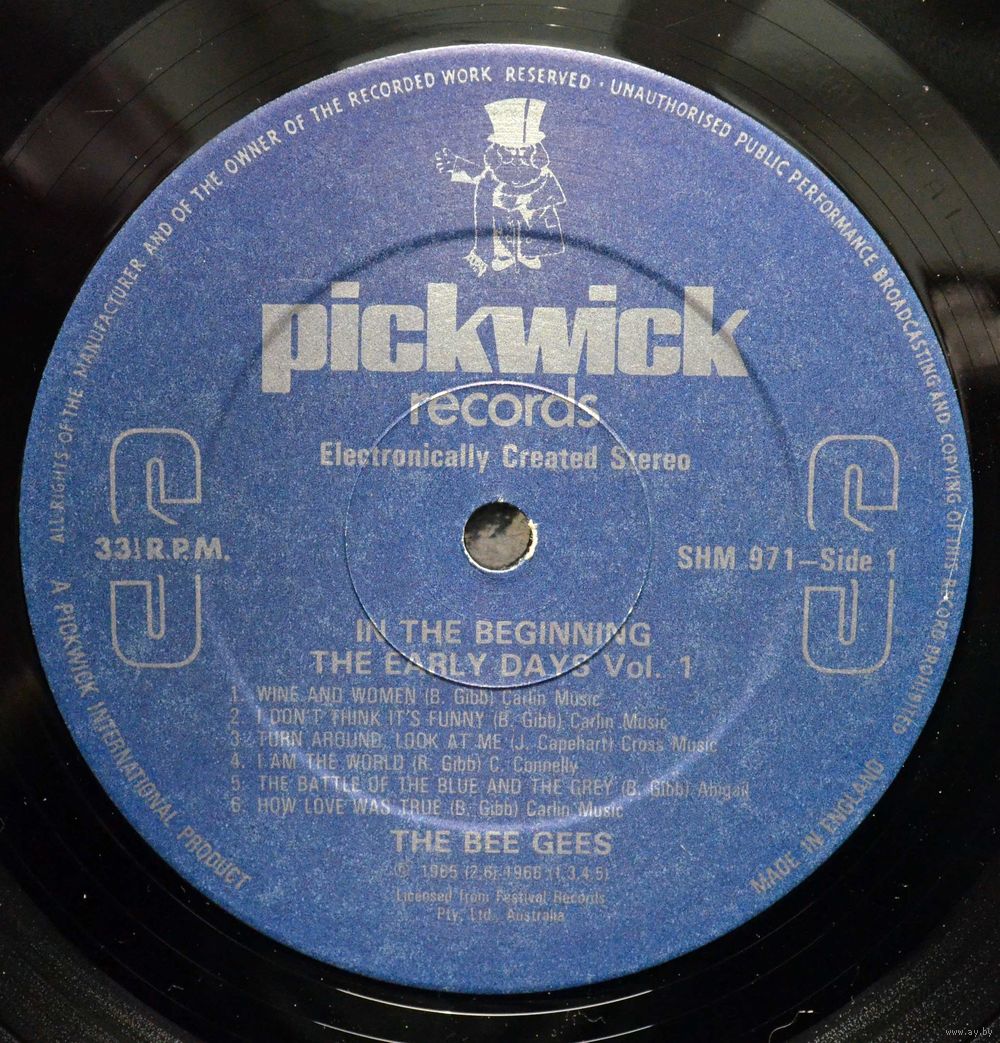 ALL RIGHTS OF THE MANUFACTURER AND OF THE OWNER OF THE RECORDED WORK RESERVED · UNAUTHORISED PUBLIC PERFORMANCE BROADCASTING AND COPYING OF THIS RECORD PROHIBITED
pickwick
records
Electronically Created Stereo
33⅓ R.P.M.
SHM 971–Side 1
IN THE BEGINNING
THE EARLY DAYS Vol. 1
1. WINE AND WOMEN (B. Gibb) Carlin Music
2. I DON'T THINK IT'S FUNNY (B. Gibb) Carlin Music
3. TURN AROUND, LOOK AT ME (J. Capehart) Cross Music
4. I AM THE WORLD (R. Gibb) C. Connelly
5. THE BATTLE OF THE BLUE AND THE GREY (B. Gibb) Abigail
6. HOW LOVE WAS TRUE (B. Gibb) Carlin Music
THE BEE GEES
℗ 1965 (2,6) 1966 (1,3,4,5)
Licensed from Festival Records
Pty, Ltd., Australia
A PICKWICK INTERNATIONAL PRODUCT
MADE IN ENGLAND
www.ay.by